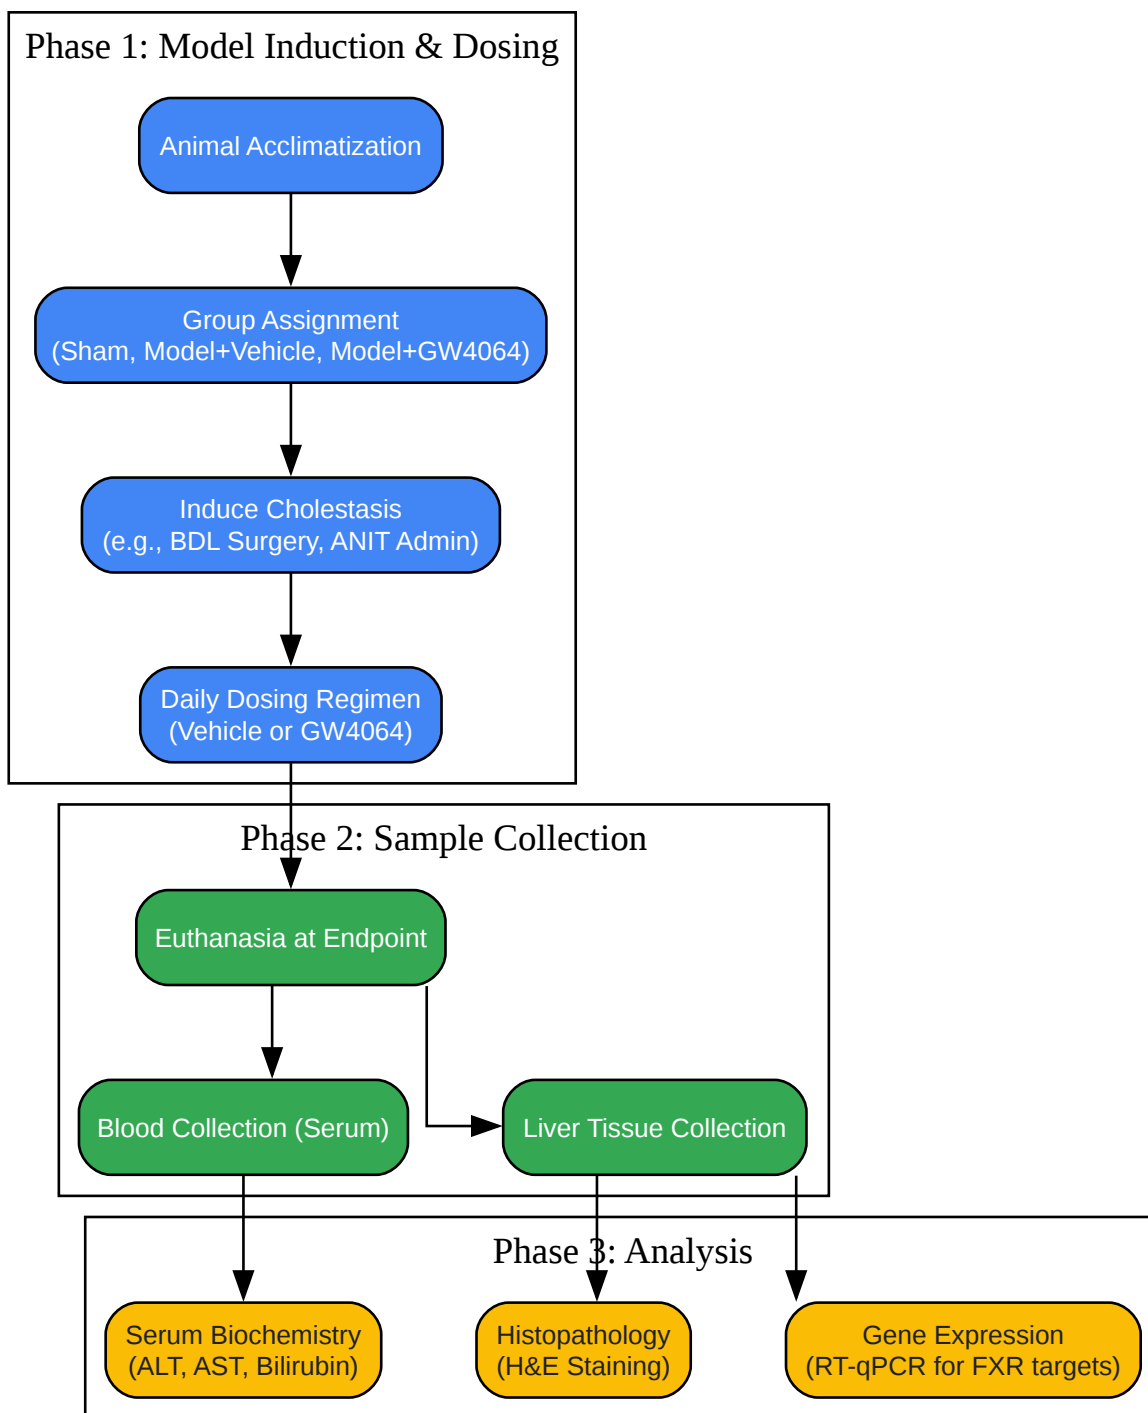 Phase 1: Model Induction & Dosing
Animal Acclimatization
Group Assignment
(Sham, Model+Vehicle, Model+GW4064)
Induce Cholestasis
(e.g., BDL Surgery, ANIT Admin)
Daily Dosing Regimen
(Vehicle or GW4064)
Phase 2: Sample Collection
Euthanasia at Endpoint
Blood Collection (Serum)
Liver Tissue Collection
Phase 3: Analysis
Serum Biochemistry
(ALT, AST, Bilirubin)
Histopathology
(H&E Staining)
Gene Expression
(RT-qPCR for FXR targets)